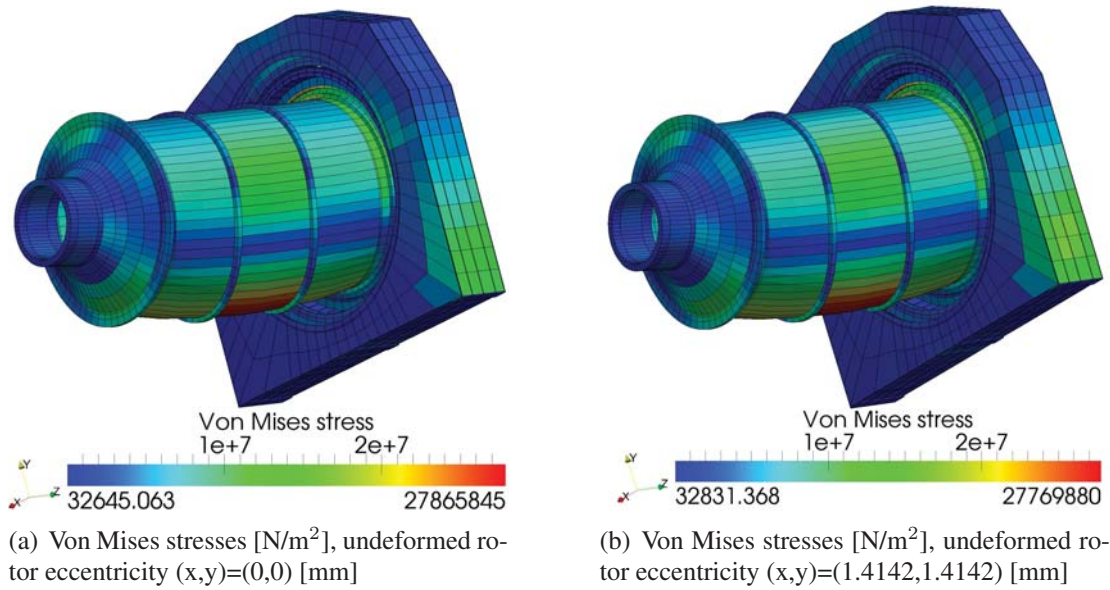 Von Mises stress
1e+7 2e+7
32645.063 27865845
Y
X Z
(a) Von Mises stresses [N/m²], undeformed ro-
tor eccentricity (x,y)=(0,0) [mm]
Von Mises stress
1e+7 2e+7
32831.368 27769880
Y
X Z
(b) Von Mises stresses [N/m²], undeformed ro-
tor eccentricity (x,y)=(1.4142,1.4142) [mm]